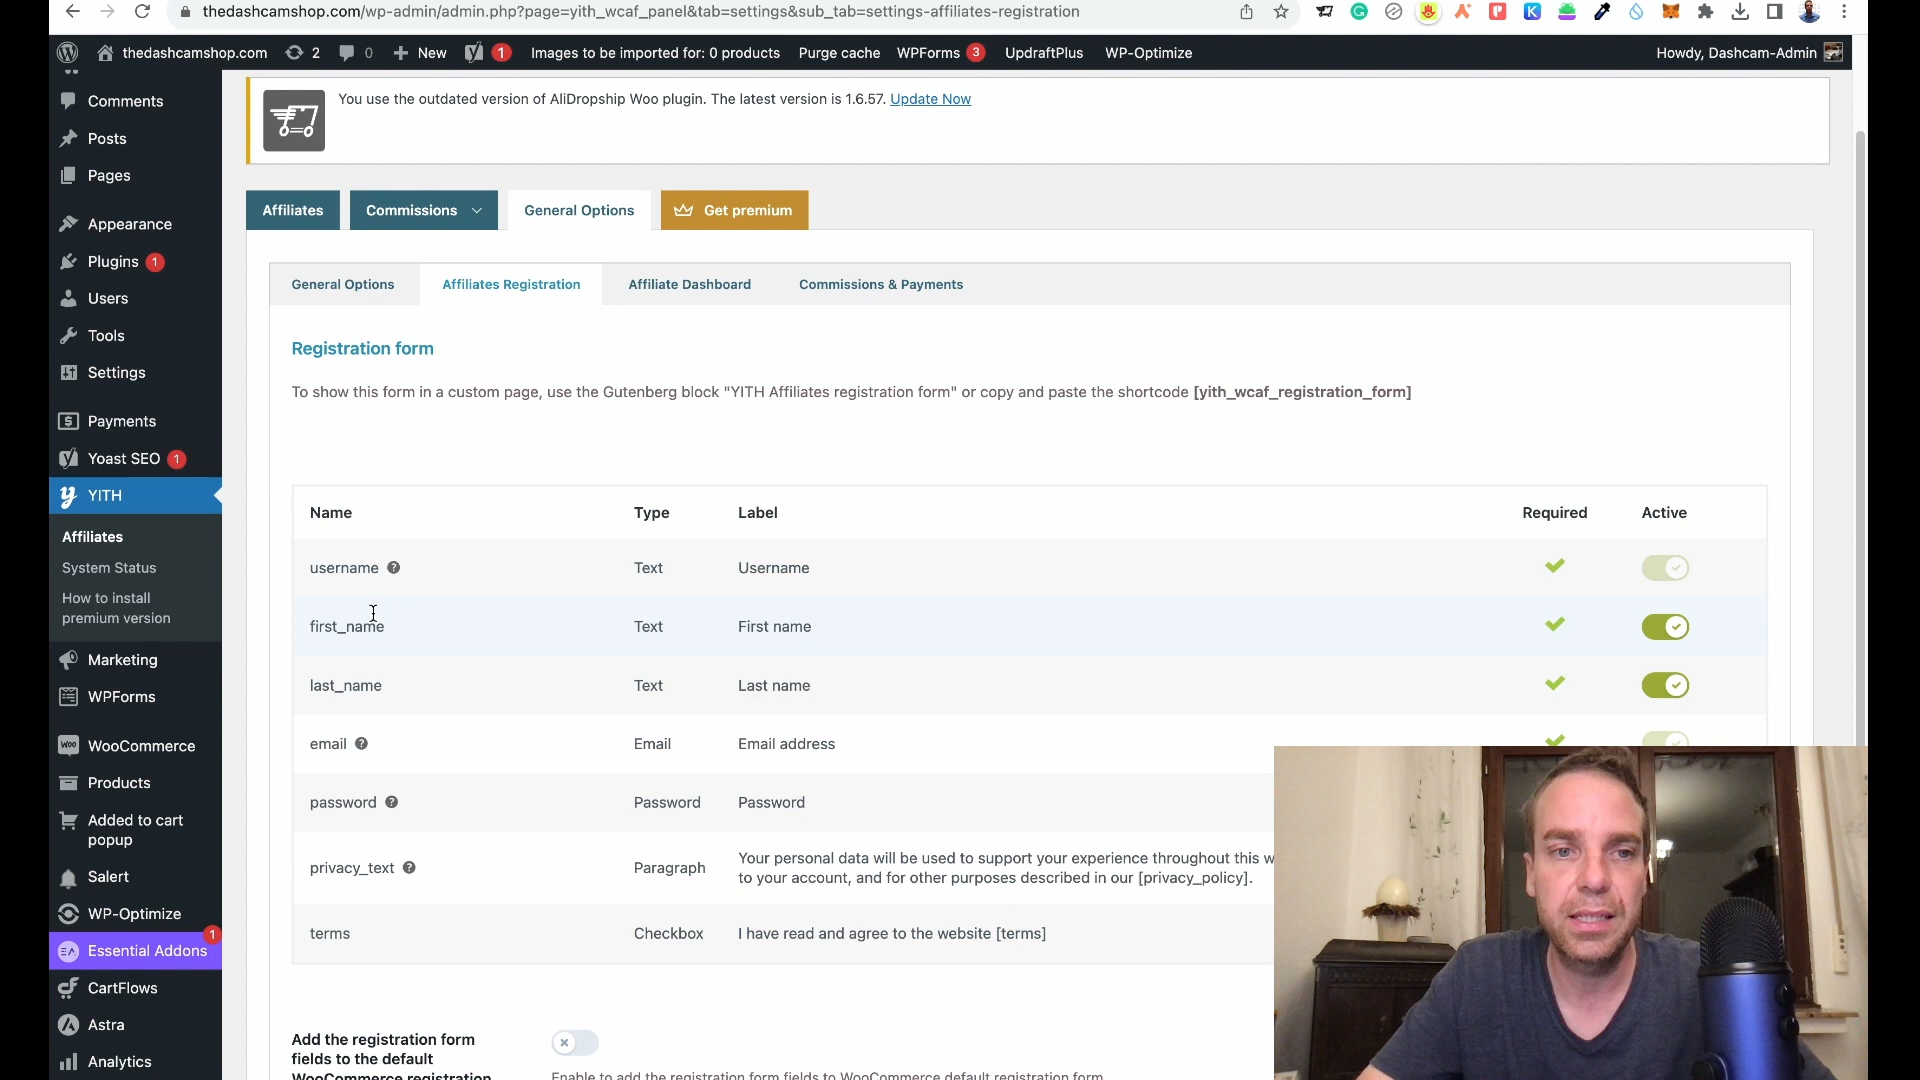 thedashcamshop.com/wp-admin/admin.php?page=yith_wcaf_panel&tab=settings&sub_tab=settings-affiliates-registration
thedashcamshop.com 2 0 New 1 Images to be imported for: 0 products Purge cache WPForms 3 UpdraftPlus WP-Optimize Howdy, Dashcam-Admin
Comments
Posts
Pages
Appearance
Plugins 1
Users
Tools
Settings
Payments
Yoast SEO 1
YITH
Affiliates
System Status
How to install
premium version
Marketing
WPForms
WooCommerce
Products
Added to cart
popup
Salert
WP-Optimize
Essential Addons 1
CartFlows
Astra
Analytics
You use the outdated version of AliDropship Woo plugin. The latest version is 1.6.57. Update Now
Affiliates Commissions General Options Get premium
General Options Affiliates Registration Affiliate Dashboard Commissions & Payments
Registration form
To show this form in a custom page, use the Gutenberg block "YITH Affiliates registration form" or copy and paste the shortcode [yith_wcaf_registration_form]
Name Type Label Required Active
username Text Username
first_name Text First name
last_name Text Last name
email Email Email address
password Password Password
privacy_text Paragraph Your personal data will be used to support your experience throughout this w
to your account, and for other purposes described in our [privacy_policy].
terms Checkbox I have read and agree to the website [terms]
Add the registration form
fields to the default
WooCommerce registration
Enable to add the registration form fields to WooCommerce default registration form